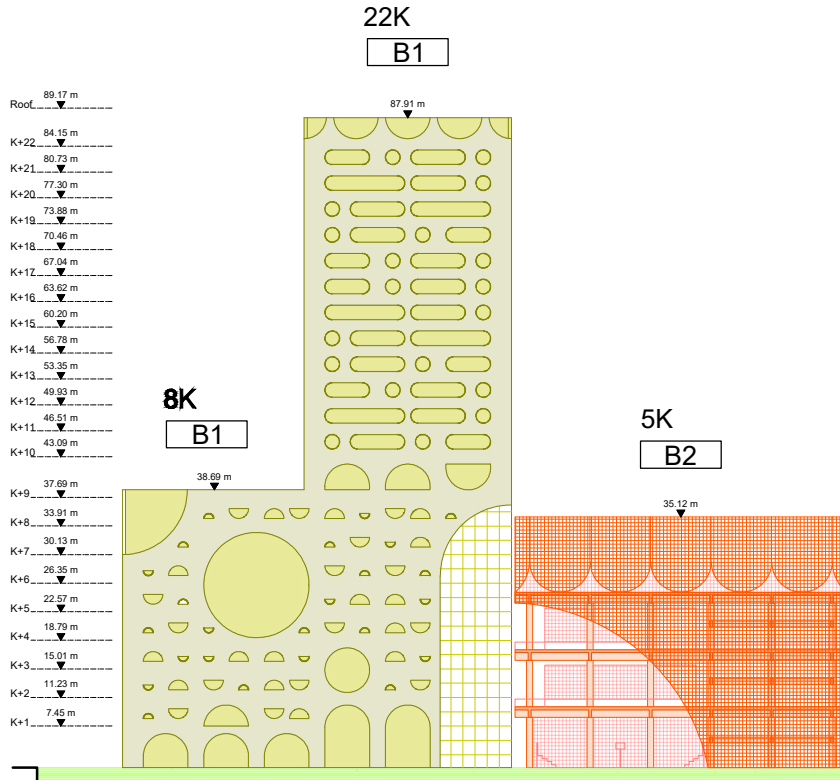 22K
B1
Roof 89.17 m
87.91 m
K+22 84.15 m
K+21 80.73 m
K+20 77.30 m
K+19 73.88 m
K+18 70.46 m
K+17 67.04 m
K+16 63.62 m
K+15 60.20 m
K+14 56.78 m
K+13 53.35 m
K+12 49.93 m
8K
K+11 46.51 m
B1
5K
K+10 43.09 m
B2
38.69 m
K+9 37.69 m
35.12 m
K+8 33.91 m
K+7 30.13 m
K+6 26.35 m
K+5 22.57 m
K+4 18.79 m
K+3 15.01 m
K+2 11.23 m
K+1 7.45 m